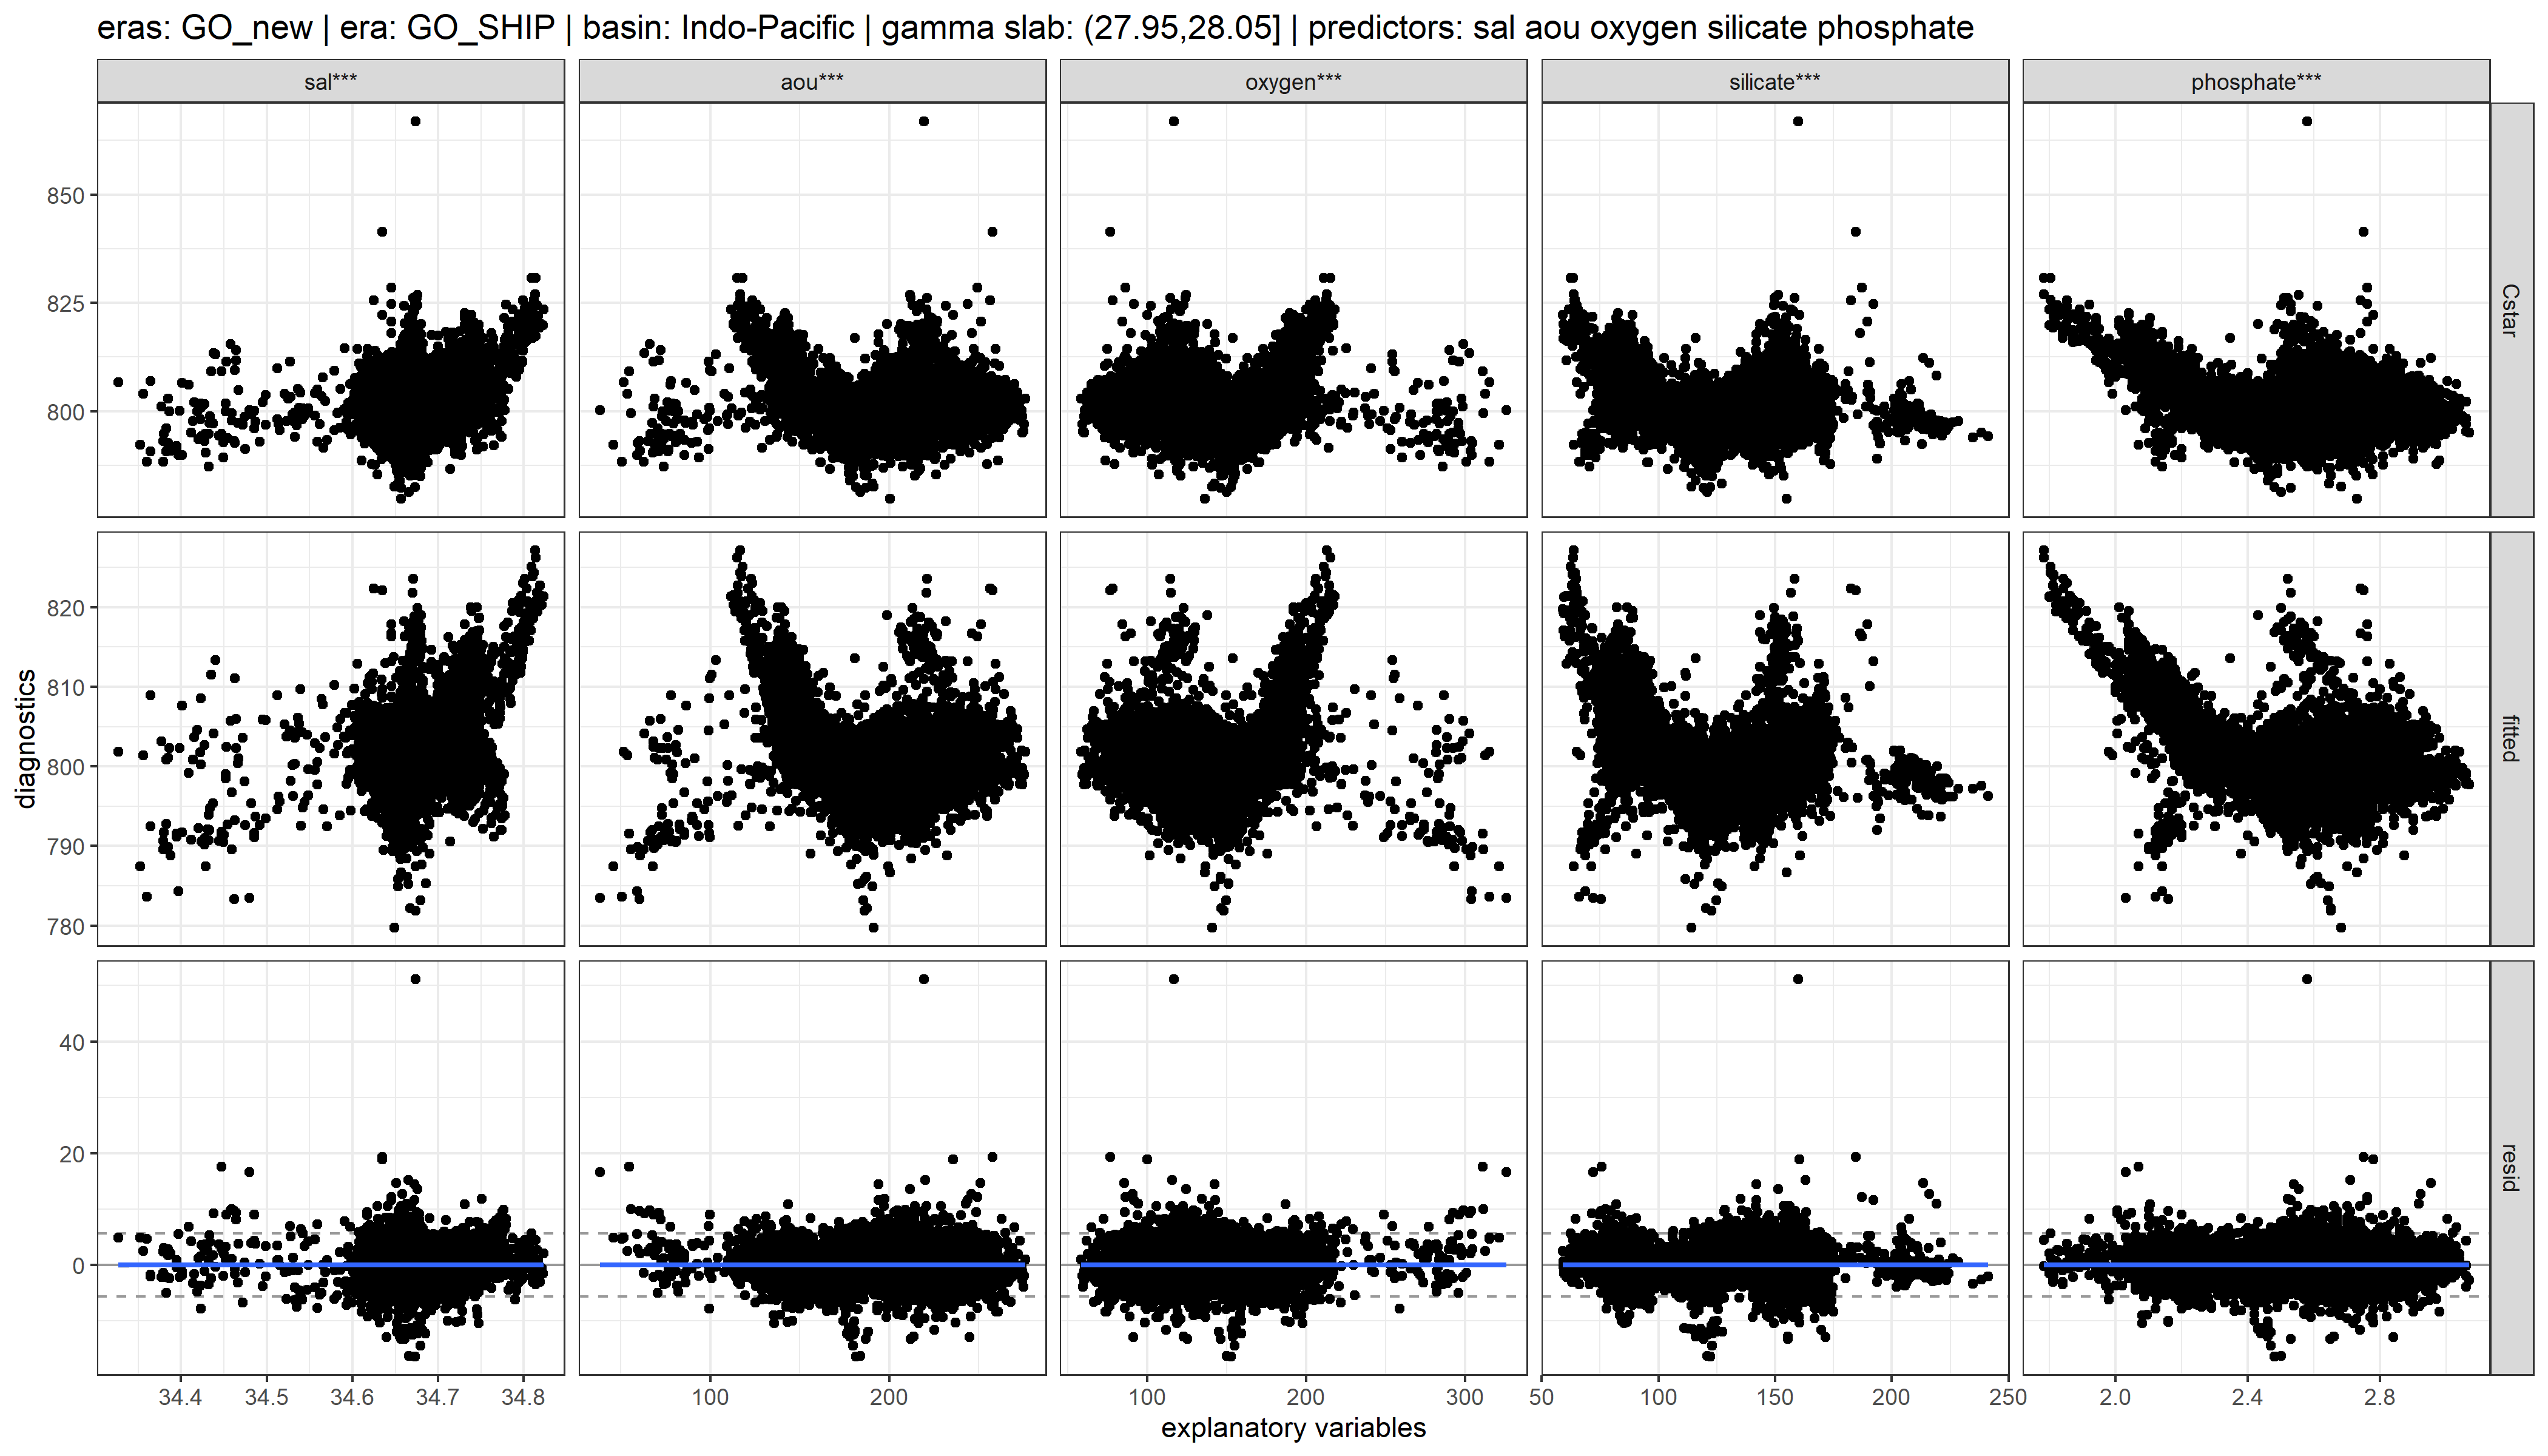 eras: GO_new | era: GO_SHIP | basin: Indo-Pacific | gamma slab: (27.95,28.05] | predictors: sal aou oxygen silicate phosphate
sal*** aou*** oxygen*** silicate*** phosphate***
850
825
800
Cstar
820
810
800
790
780
fitted
diagnostics
40
20
0
resid
34.4 34.5 34.6 34.7 34.8 100 200 100 200 300 50 100 150 200 250 2.0 2.4 2.8
explanatory variables